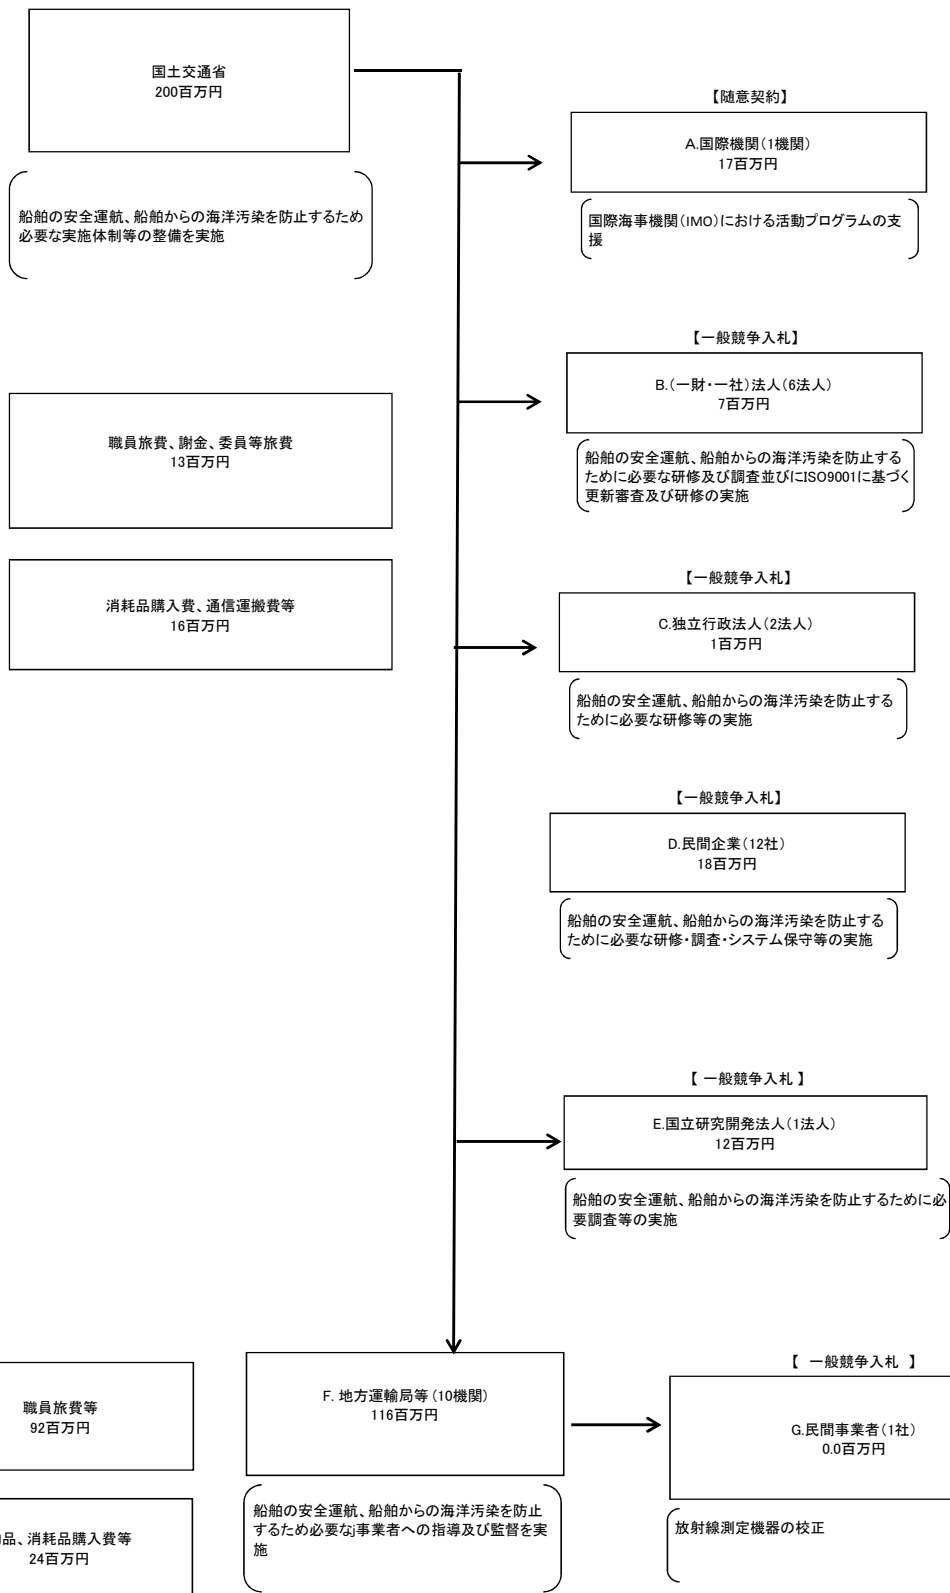 国土交通省
200百万円
船舶の安全運航、船舶からの海洋汚染を防止するため
必要な実施体制等の整備を実施
職員旅費、謝金、委員等旅費
13百万円
消耗品購入費、通信運搬費等
16百万円
【随意契約】
A.国際機関(1機関)
17百万円
国際海事機関(IMO)における活動プログラムの支
援
【一般競争入札】
B.(一財・一社)法人(6法人)
7百万円
船舶の安全運航、船舶からの海洋汚染を防止する
ために必要な研修及び調査並びにISO9001に基づく
更新審査及び研修の実施
【一般競争入札】
C.独立行政法人(2法人)
1百万円
船舶の安全運航、船舶からの海洋汚染を防止する
ために必要な研修等の実施
【一般競争入札】
D.民間企業(12社)
18百万円
船舶の安全運航、船舶からの海洋汚染を防止する
ために必要な研修・調査・システム保守等の実施
【 一般競争入札 】
E.国立研究開発法人(1法人)
12百万円
船舶の安全運航、船舶からの海洋汚染を防止するために必
要調査等の実施
職員旅費等
92百万円
品、消耗品購入費等
24百万円
F. 地方運輸局等(10機関)
116百万円
船舶の安全運航、船舶からの海洋汚染を防止
するため必要なj事業者への指導及び監督を実
施
【 一般競争入札 】
G.民間事業者(1社)
0.0百万円
放射線測定機器の校正